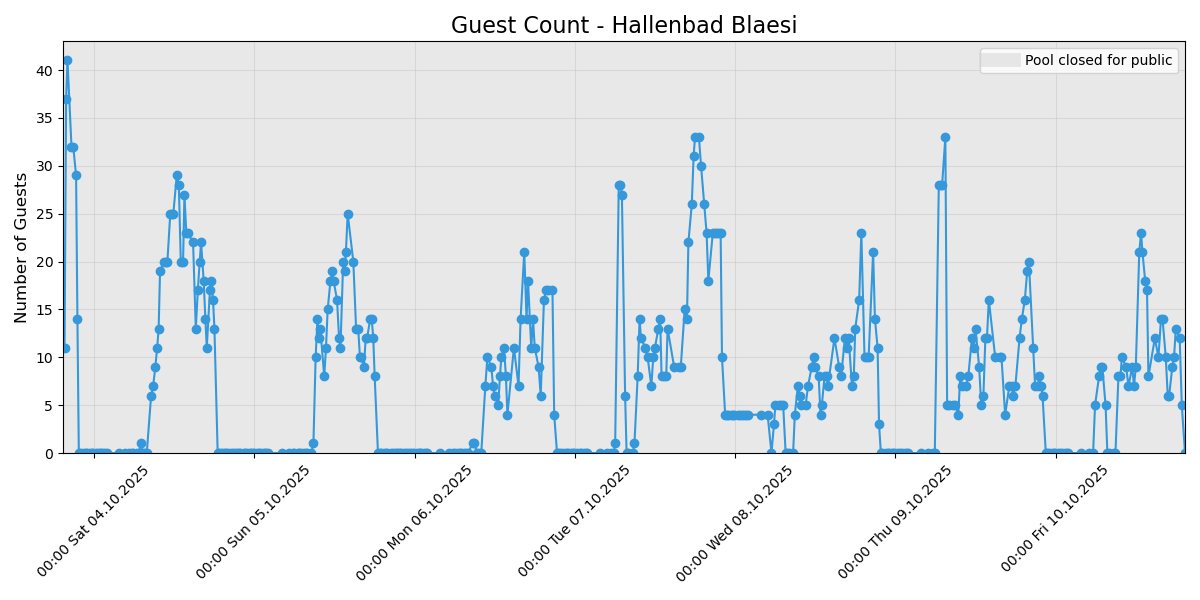 Guest Count - Hallenbad Blaesi
Pool closed for public
Number of Guests
40
35
30
25
20
15
10
5
0
00:00 Sat 04.10.2025
00:00 Sun 05.10.2025
00:00 Mon 06.10.2025
00:00 Tue 07.10.2025
00:00 Wed 08.10.2025
00:00 Thu 09.10.2025
00:00 Fri 10.10.2025